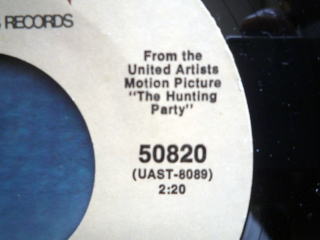 RECORDS
From the
United Artists
Motion Picture
"The Hunting
Party"
50820
(UAST-8089)
2:20